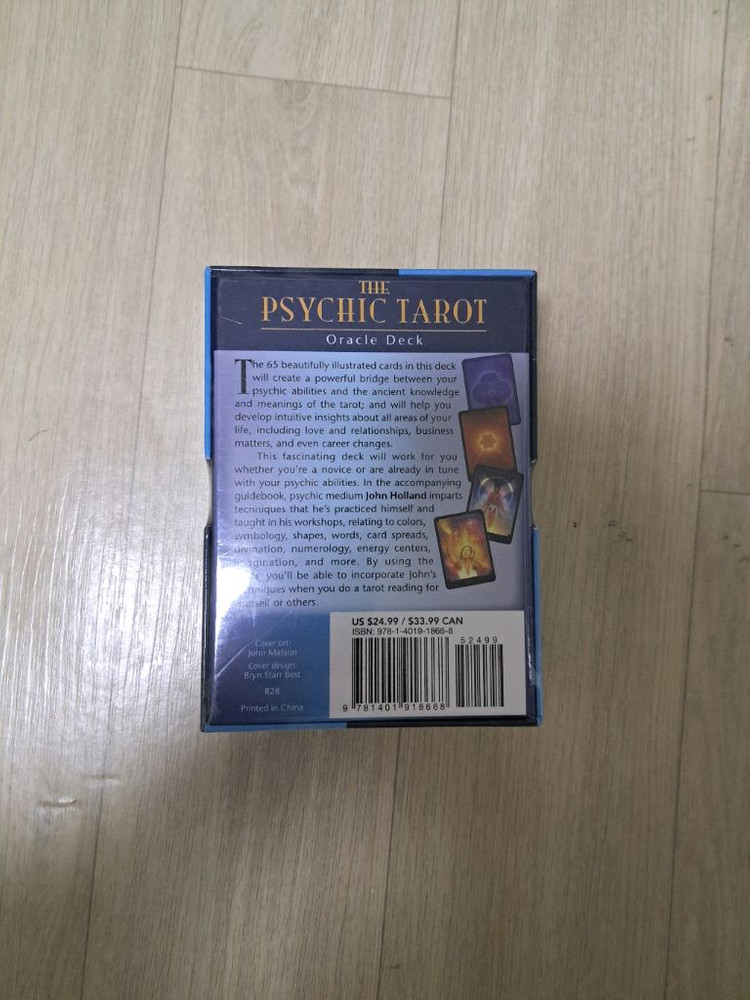 THE
PSYCHIC TAROT
Oracle Deck
The 65 beautifully illustrated cards in this deck
will create a powerful bridge between your
psychic abilities and the ancient knowledge
and meanings of the tarot; and will help you
develop intuitive insights about all areas of your
life, including love and relationships, business
matters, and even career changes.
This fascinating deck will work for you
whether you're a novice or are already in tune
with your psychic abilities. In the accompanying
guidebook, psychic medium John Holland imparts
techniques that he's practiced himself and
taught in his workshops, relating to colors,
symbology, shapes, words, card spreads,
divination, numerology, energy centers,
imagination, and more. By using the
you'll be able to incorporate John's
techniques when you do a tarot reading for
yourself or others.
US $24.99 / $33.99 CAN
ISBN: 978-1-4019-1866-8
52499
9 781401 918668
Cover art:
John Matson
Cover design:
Bryn Starr Best
R28
Printed in China